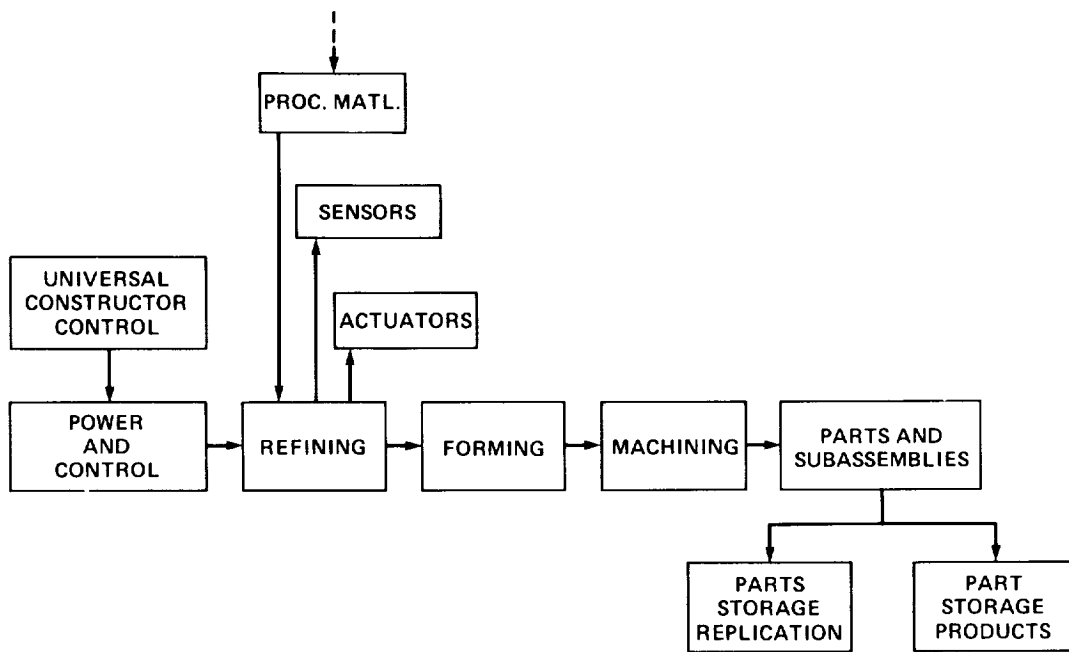 PROC. MATL.
SENSORS
UNIVERSAL
CONSTRUCTOR
CONTROL
ACTUATORS
POWER
AND
CONTROL
REFINING
FORMING
MACHINING
PARTS AND
SUBASSEMBLIES
PARTS
STORAGE
REPLICATION
PART
STORAGE
PRODUCTS